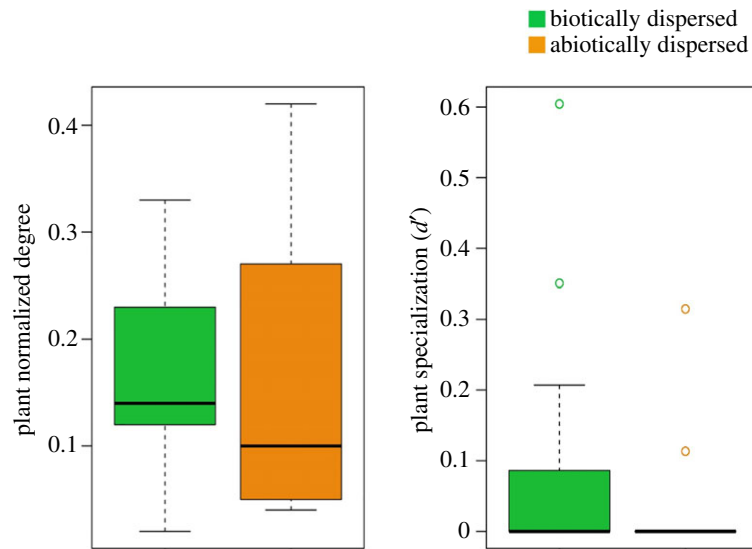 biotically dispersed
abiotically dispersed
plant normalized degree
0.4
0.3
0.2
0.1
plant specialization (d′)
0.6
0.5
0.4
0.3
0.2
0.1
0